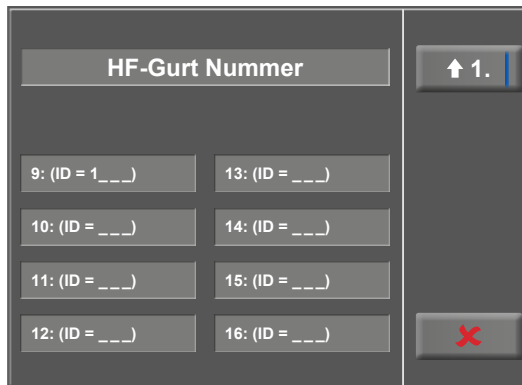 HF-Gurt Nummer
1.
9: (ID = 1_ _ _)
13: (ID = _ _ _)
10: (ID = _ _ _)
14: (ID = _ _ _)
11: (ID = _ _ _)
15: (ID = _ _ _)
12: (ID = _ _ _)
16: (ID = _ _ _)